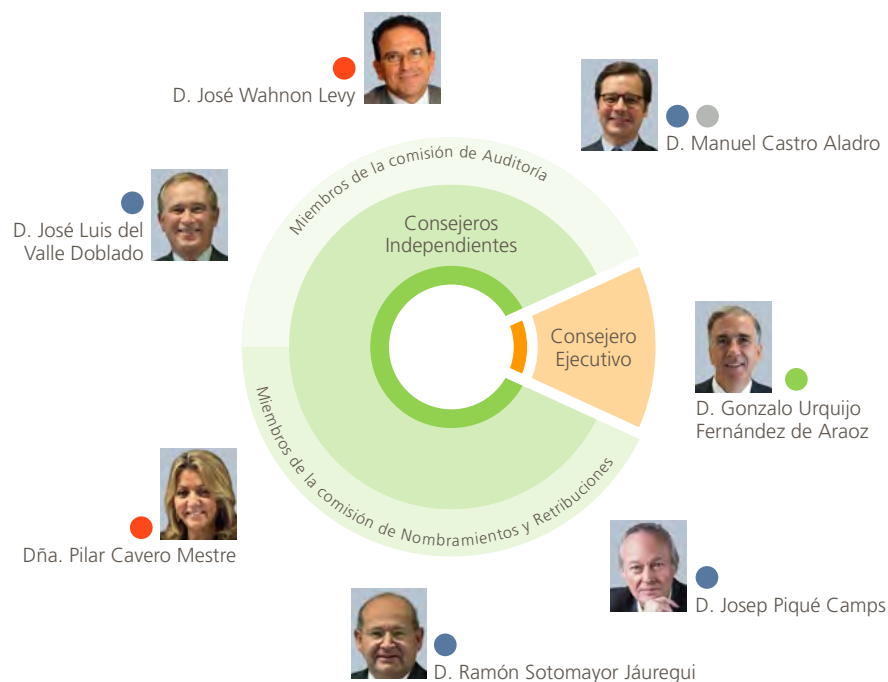 D. José Wahnon Levy
D. Manuel Castro Aladro
Miembros de la comisión de Auditoría
D. José Luis del
Valle Doblado
Consejeros
Independientes
Consejero
Ejecutivo
D. Gonzalo Urquijo
Fernández de Araoz
Miembros de la comisión de Nombramientos y Retribuciones
Dña. Pilar Cavero Mestre
D. Josep Piqué Camps
D. Ramón Sotomayor Jáuregui